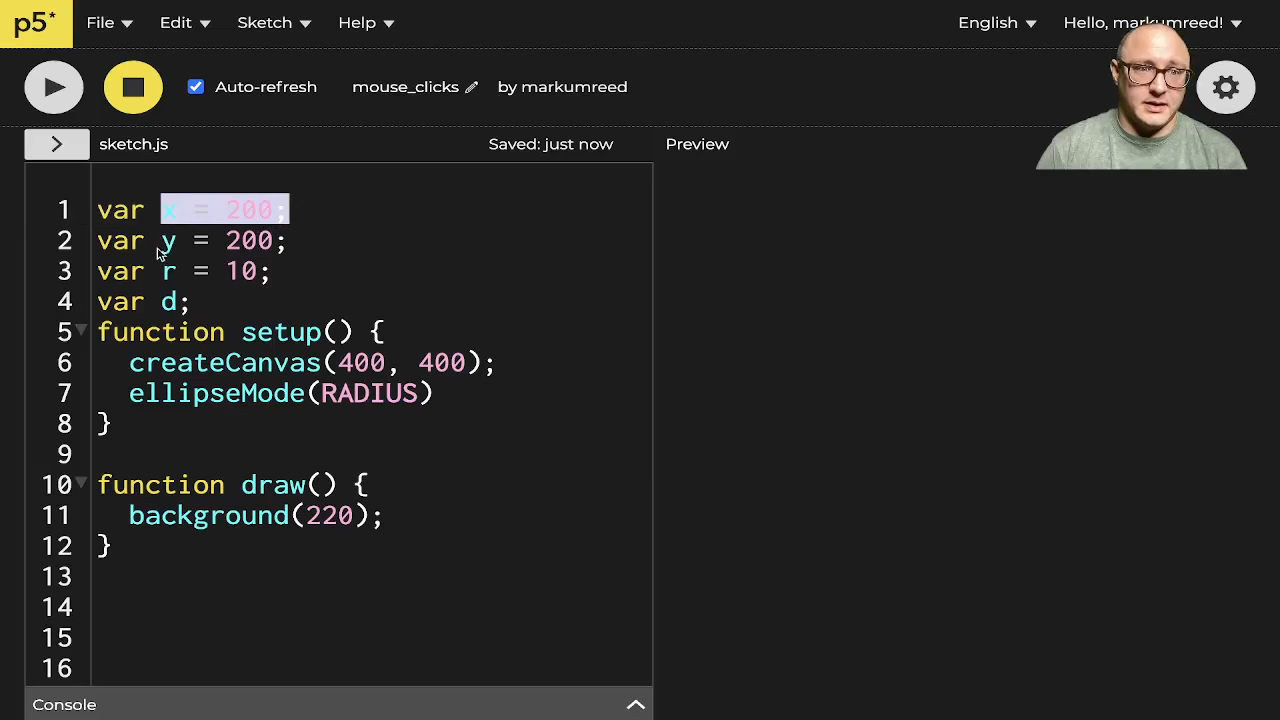 p5* File Edit Sketch Help English Hello, markumreed!
Auto-refresh mouse_clicks by markumreed
> sketch.js Saved: just now Preview
1 var x = 200;
2 var y = 200;
3 var r = 10;
4 var d;
5 function setup() {
6 createCanvas(400, 400);
7 ellipseMode(RADIUS)
8 }
9
10 function draw() {
11 background(220);
12 }
13
14
15
16
Console